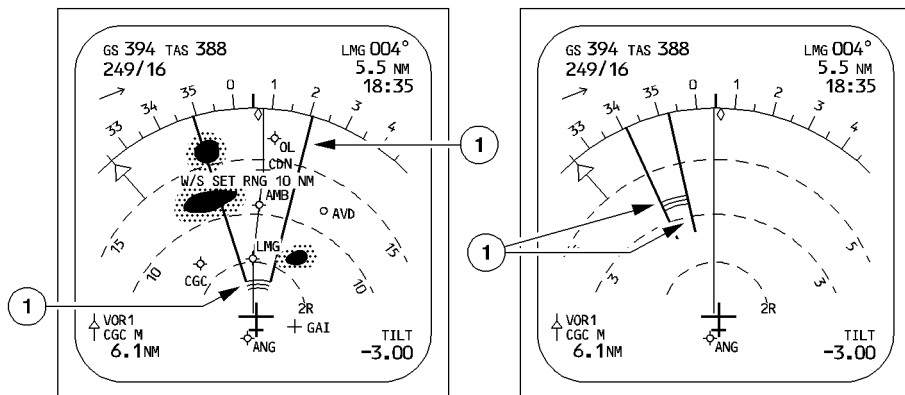 GS 394 TAS 388
249/16
LMG 004°
5.5 NM
18:35
33 34 35 0 1 2 3 4
OL
CDN
W/S SET RNG 10 NM
AMB
AVD
15
15
10
10
LMG
CGC
2R
GAI
VOR1
CGC M
6.1NM
ANG
TILT
-3.00
1
1
GS 394 TAS 388
249/16
LMG 004°
5.5 NM
18:35
33 34 35 0 1 2 3 4
5
5
3
3
2R
VOR1
CGC M
6.1NM
ANG
TILT
-3.00
1